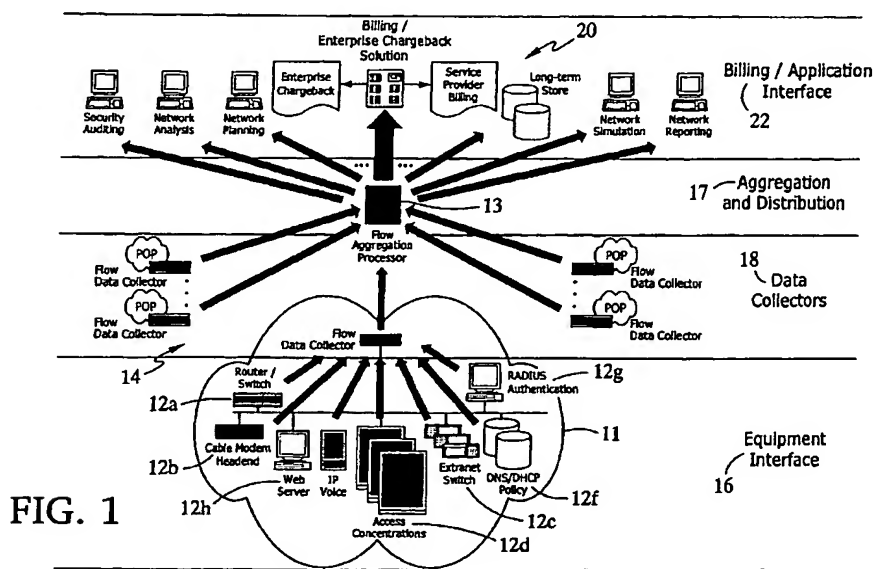 Billing /
Enterprise Chargeback
Solution
20
Enterprise
Chargeback
Service
Provider
Billing
Long-term
Store
Billing / Application
Interface
22
Security
Auditing
Network
Analysis
Network
Planning
Network
Simulation
Network
Reporting
17
Aggregation
and Distribution
13
Flow
Aggregation
Processor
POP
Flow
Data Collector
POP
Flow
Data Collector
POP
Flow
Data Collector
POP
Flow
Data Collector
18
Data
Collectors
14
Flow
Data Collector
Router /
Switch
12a
RADIUS
Authentication
12g
11
Cable Modem
Headend
12b
Web
Server
12h
IP
Voice
Access
Concentrations
12d
Extranet
Switch
12c
DNS/DHCP
Policy
12f
Equipment
Interface
16
FIG. 1